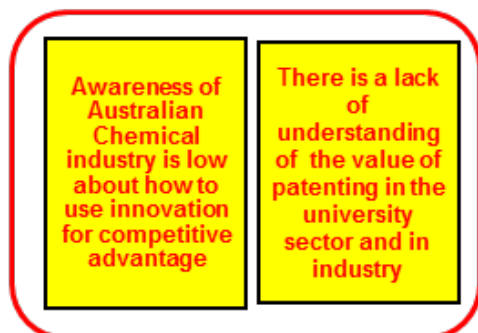 Awareness of
Australian
Chemical
industry is low
about how to
use innovation
for competitive
advantage
There is a lack
of
understanding
of the value of
patenting in the
university
sector and in
industry